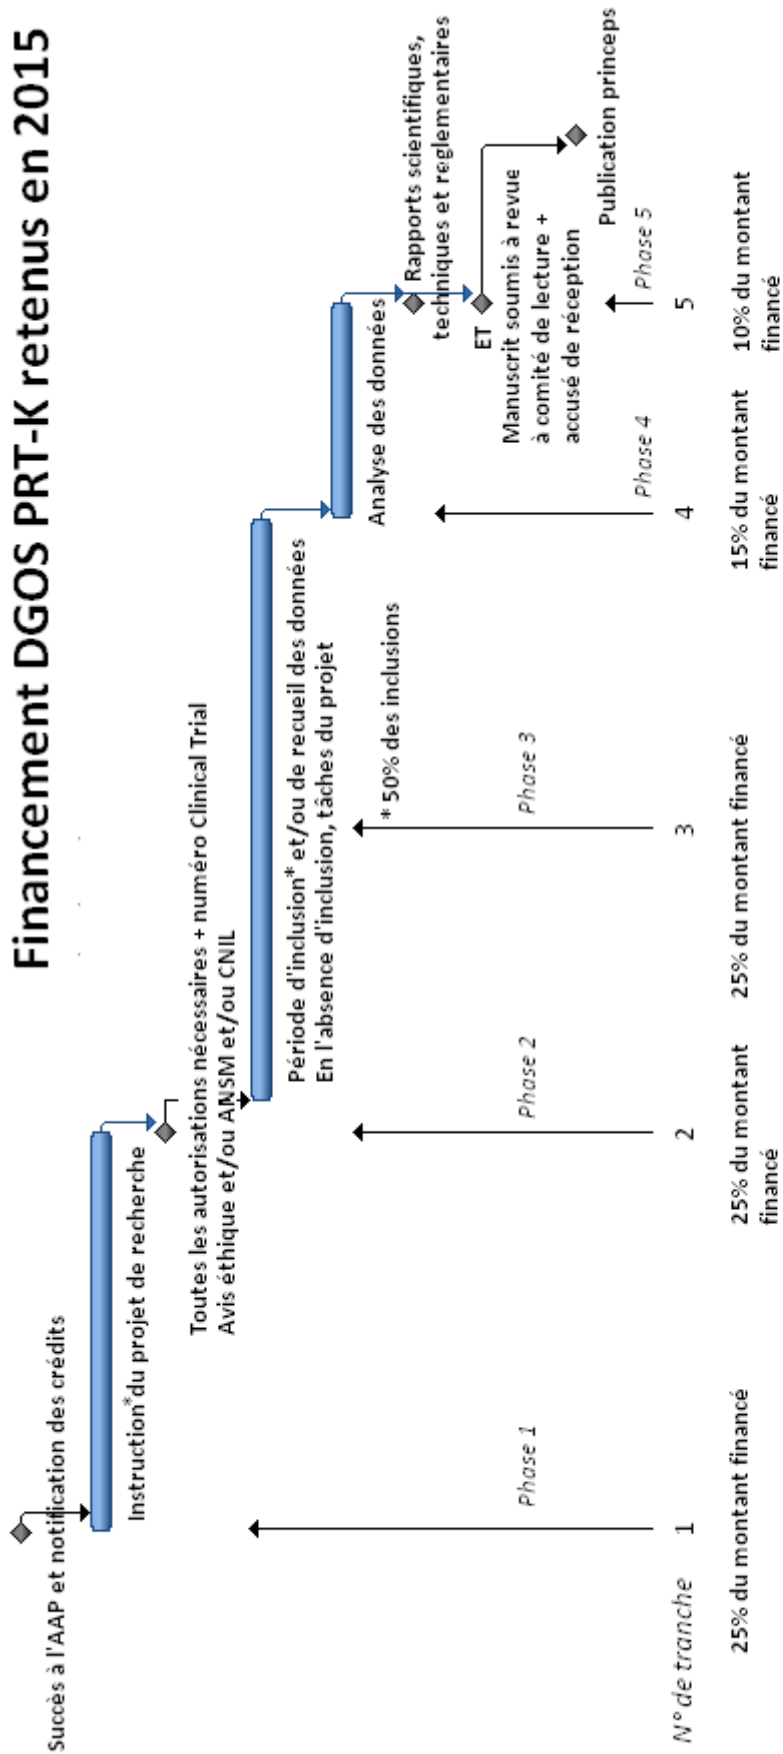 Financement DGOS PRT-K retenus en 2015
Succès à l'AAP et notification des crédits
Instruction*du projet de recherche
Toutes les autorisations nécessaires + numéro Clinical Trial
Avis éthique et/ou ANSM et/ou CNIL
Période d'inclusion* et/ou de recueil des données
En l'absence d'inclusion, tâches du projet
* 50% des inclusions
Analyse des données
Rapports scientifiques,
techniques et reglementaires
ET
Manuscrit soumis à revue
à comité de lecture +
accusé de réception
Publication princeps
Phase 1
Phase 2
Phase 3
Phase 4
Phase 5
N° de tranche
1
2
3
4
5
25% du montant financé
25% du montant
financé
25% du montant financé
15% du montant
financé
10% du montant
financé